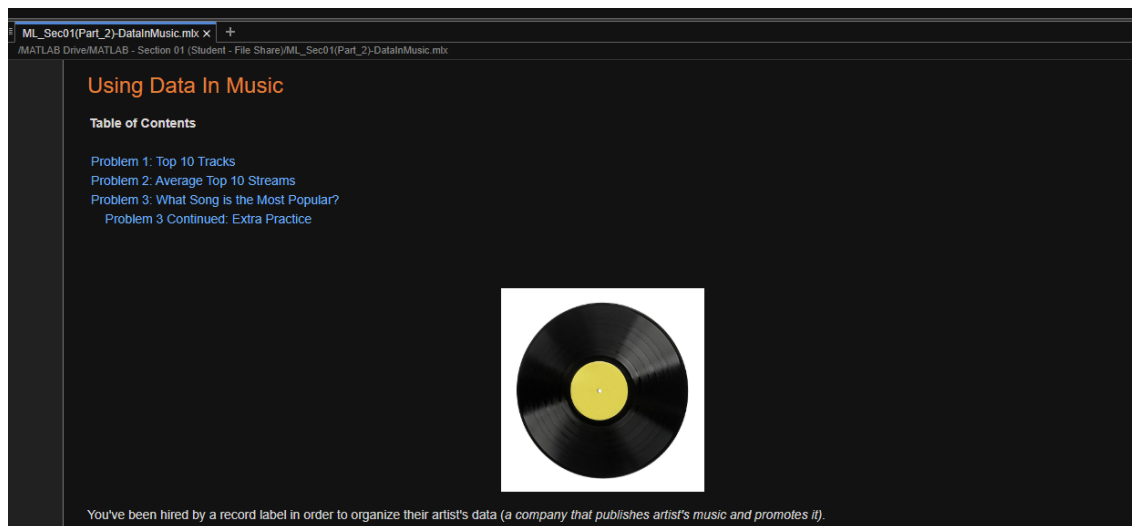 ML_Sec01(Part_2)-DataInMusic.mlx × +
/MATLAB Drive/MATLAB - Section 01 (Student - File Share)/ML_Sec01(Part_2)-DataInMusic.mlx
Using Data In Music
Table of Contents
Problem 1: Top 10 Tracks
Problem 2: Average Top 10 Streams
Problem 3: What Song is the Most Popular?
Problem 3 Continued: Extra Practice
You've been hired by a record label in order to organize their artist's data (a company that publishes artist's music and promotes it).